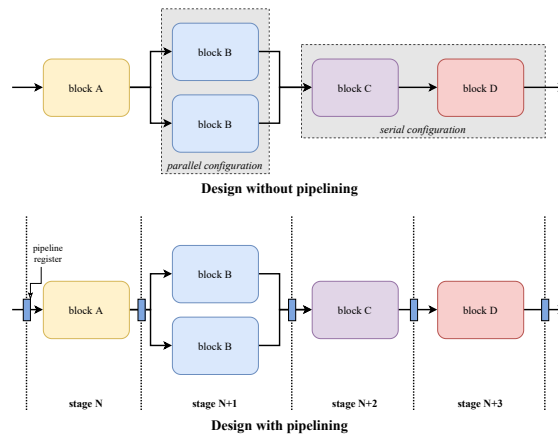 block B
block A
block C
block D
block B
parallel configuration
serial configuration
Design without pipelining
pipeline
register
block B
block A
block C
block D
block B
stage N
stage N+1
stage N+2
stage N+3
Design with pipelining